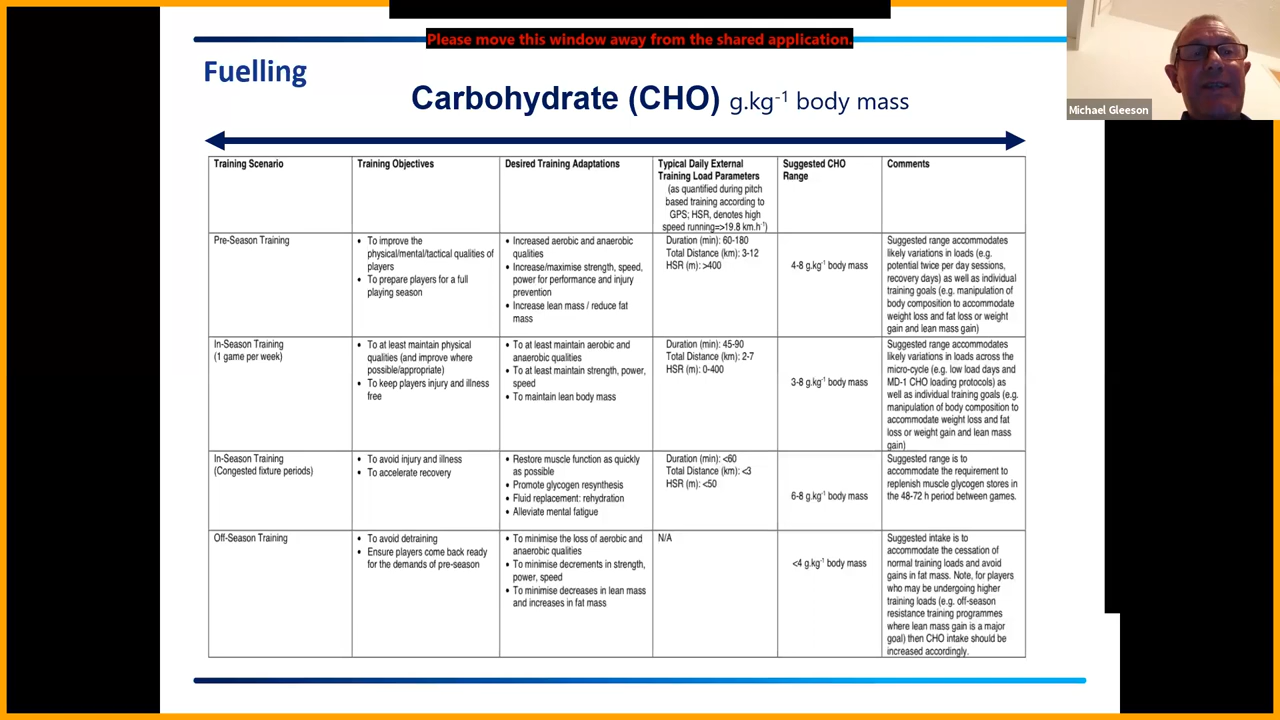 Please move this window away from the shared application.
Michael Gleeson
Fuelling
Carbohydrate (CHO) g.kg⁻¹ body mass
Training Scenario
Training Objectives
Desired Training Adaptations
Typical Daily External
Training Load Parameters
(as quantified during pitch
based training according to
GPS; HSR, denotes high
speed running=>19.8 km.h⁻¹)
Suggested CHO
Range
Comments
Pre-Season Training
• To improve the
physical/mental/tactical qualities of
players
• To prepare players for a full
playing season
• Increased aerobic and anaerobic
qualities
• Increase/maximise strength, speed,
power for performance and injury
prevention
• Increase lean mass / reduce fat
mass
Duration (min): 60-180
Total Distance (km): 3-12
HSR (m): >400
4-8 g.kg⁻¹ body mass
Suggested range accommodates
likely variations in loads (e.g.
potential twice per day sessions,
recovery days) as well as individual
training goals (e.g. manipulation of
body composition to accommodate
weight loss and fat loss or weight
gain and lean mass gain)
In-Season Training
(1 game per week)
• To at least maintain physical
qualities (and improve where
possible/appropriate)
• To keep players injury and illness
free
• To at least maintain aerobic and
anaerobic qualities
• To at least maintain strength, power,
speed
• To maintain lean body mass
Duration (min): 45-90
Total Distance (km): 2-7
HSR (m): 0-400
3-8 g.kg⁻¹ body mass
Suggested range accommodates
likely variations in loads across the
micro-cycle (e.g. low load days and
MD-1 CHO loading protocols) as
well as individual training goals (e.g.
manipulation of body composition to
accommodate weight loss and fat
loss or weight gain and lean mass
gain)
In-Season Training
(Congested fixture periods)
• To avoid injury and illness
• To accelerate recovery
• Restore muscle function as quickly
as possible
• Promote glycogen resynthesis
• Fluid replacement: rehydration
• Alleviate mental fatigue
Duration (min): <60
Total Distance (km): <3
HSR (m): <50
6-8 g.kg⁻¹ body mass
Suggested range is to
accommodate the requirement to
replenish muscle glycogen stores in
the 48-72 h period between games.
Off-Season Training
• To avoid detraining
• Ensure players come back ready
for the demands of pre-season
• To minimise the loss of aerobic and
anaerobic qualities
• To minimise decrements in strength,
power, speed
• To minimise decreases in lean mass
and increases in fat mass
N/A
<4 g.kg⁻¹ body mass
Suggested intake is to
accommodate the cessation of
normal training loads and avoid
gains in fat mass. Note, for players
who may be undergoing higher
training loads (e.g. off-season
resistance training programmes
where lean mass gain is a major
goal) then CHO intake should be
increased accordingly.